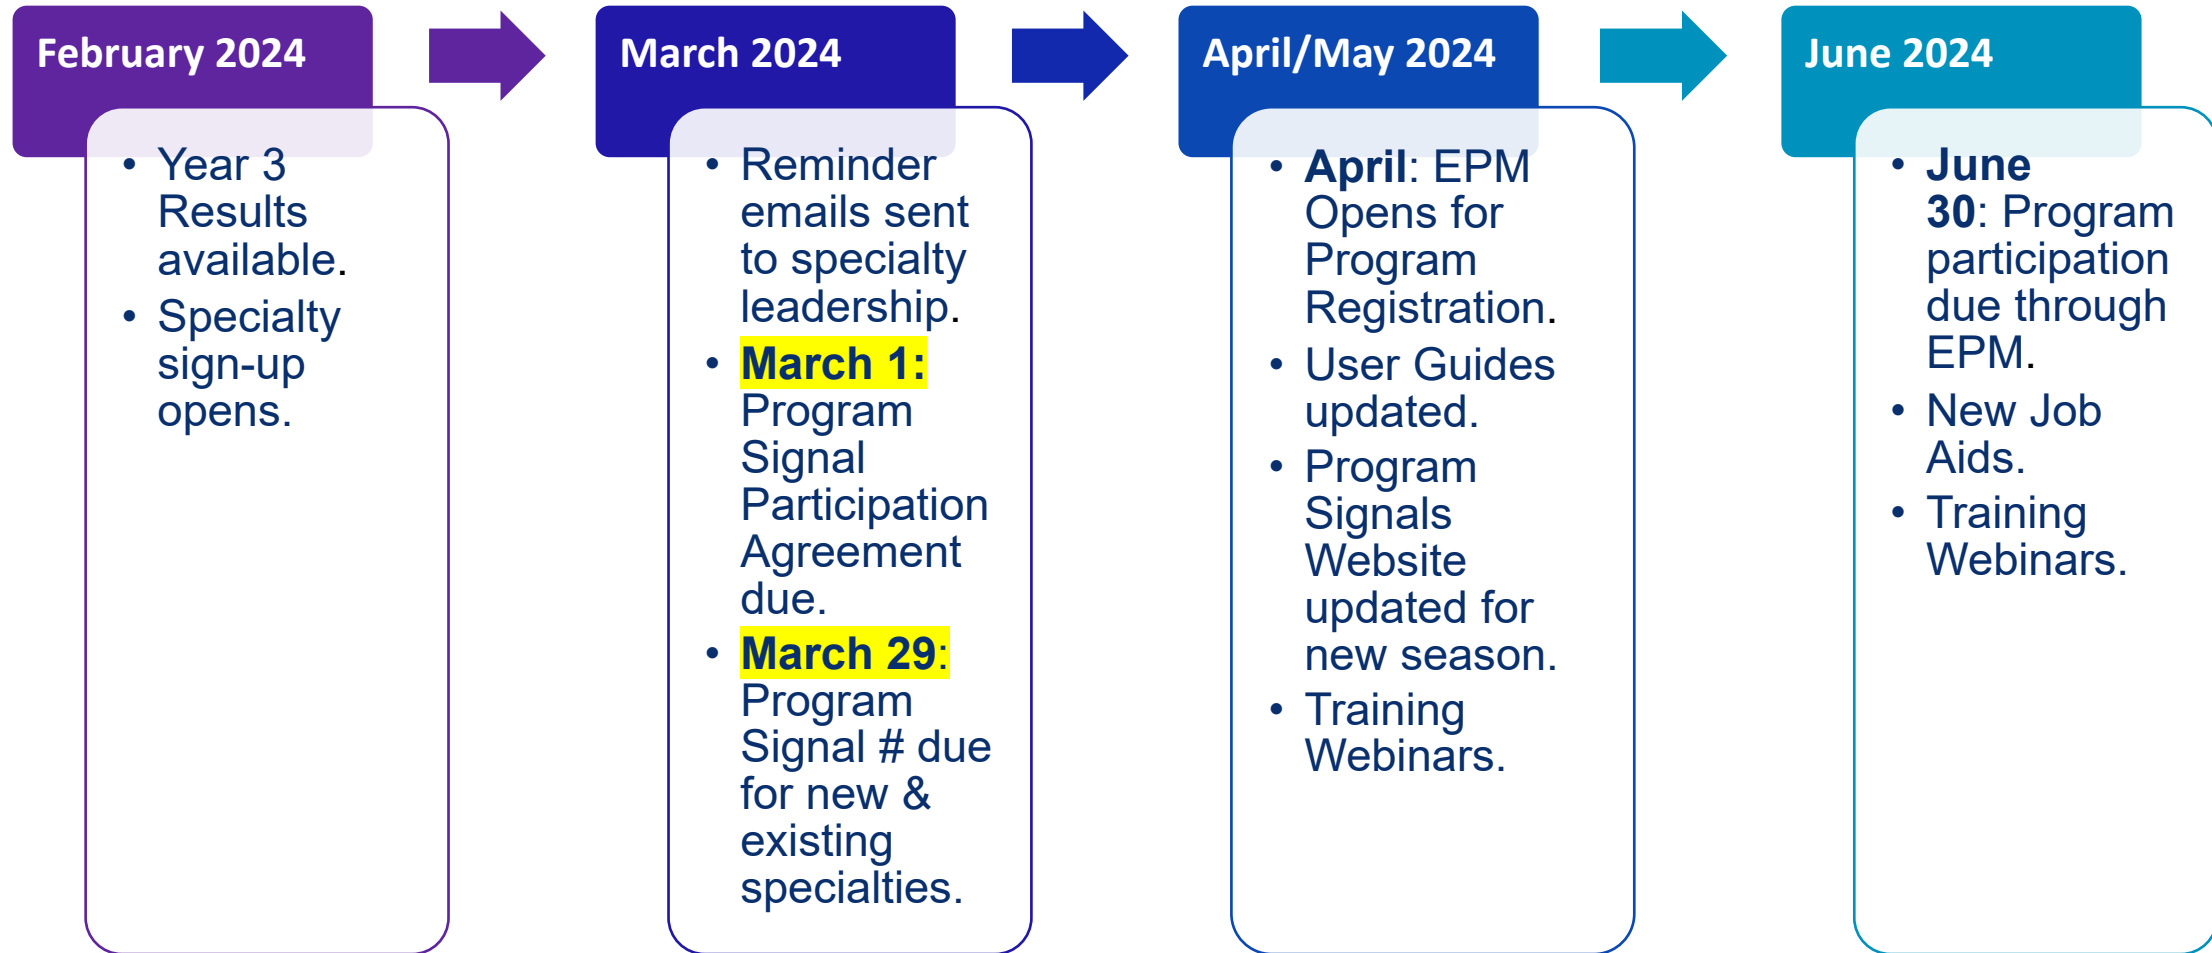 February 2024
• Year 3
Results
available.
• Specialty
sign-up
opens.
March 2024
• Reminder
emails sent
to specialty
leadership.
• March 1:
Program
Signal
Participation
Agreement
due.
• March 29:
Program
Signal # due
for new &
existing
specialties.
April/May 2024
• April: EPM
Opens for
Program
Registration.
• User Guides
updated.
• Program
Signals
Website
updated for
new season.
• Training
Webinars.
June 2024
• June
30: Program
participation
due through
EPM.
• New Job
Aids.
• Training
Webinars.